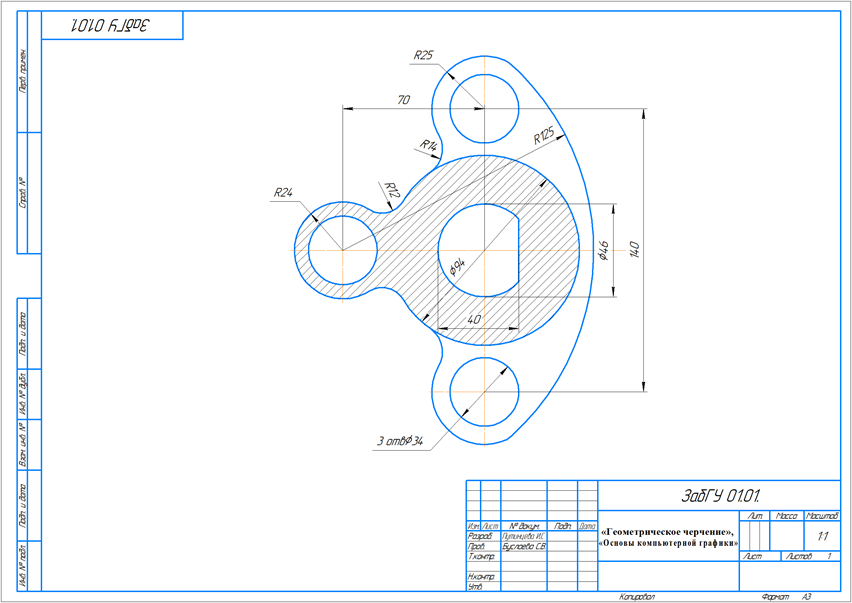 ЗабГУ 01.01.
Перв. примен.
Справ. №
Подп. и дата
Инв. № дубл.
Взам. инв. №
Подп. и дата
Инв. № подл.
R25
70
R14
R125
R12
R24
⌀94
⌀46
140
40
3 отв⌀34
ЗабГУ 01.01.
Лит. Масса Масштаб
1:1
Изм. Лист № докум. Подп. Дата
Разраб. Путинцева И.С.
Пров. Буслаева С.В.
Т.контр.
Н.контр.
Утв.
«Геометрическое черчение»,
«Основы компьютерной графики»
Лист Листов 1
Копировал Формат А3